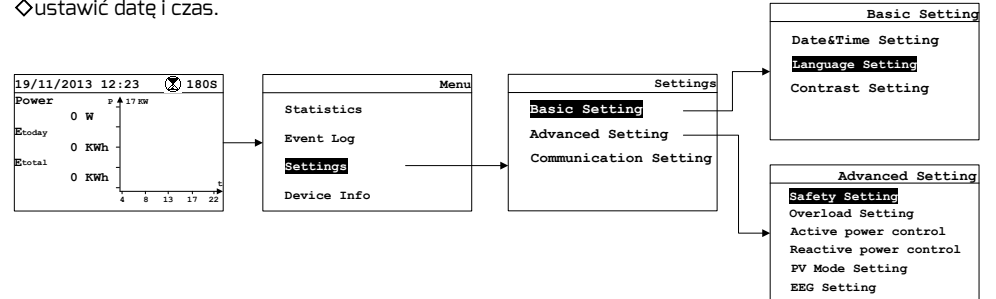 ◇ustawić datę i czas.
19/11/2013 12:23 180S
Power
P 17 KW
0 W
Etoday
0 KWh
Etotal
0 KWh
t
4 8 13 17 22
Menu
Statistics
Event Log
Settings
Device Info
Settings
Basic Setting
Advanced Setting
Communication Setting
Basic Setting
Date&Time Setting
Language Setting
Contrast Setting
Advanced Setting
Safety Setting
Overload Setting
Active power control
Reactive power control
PV Mode Setting
EEG Setting